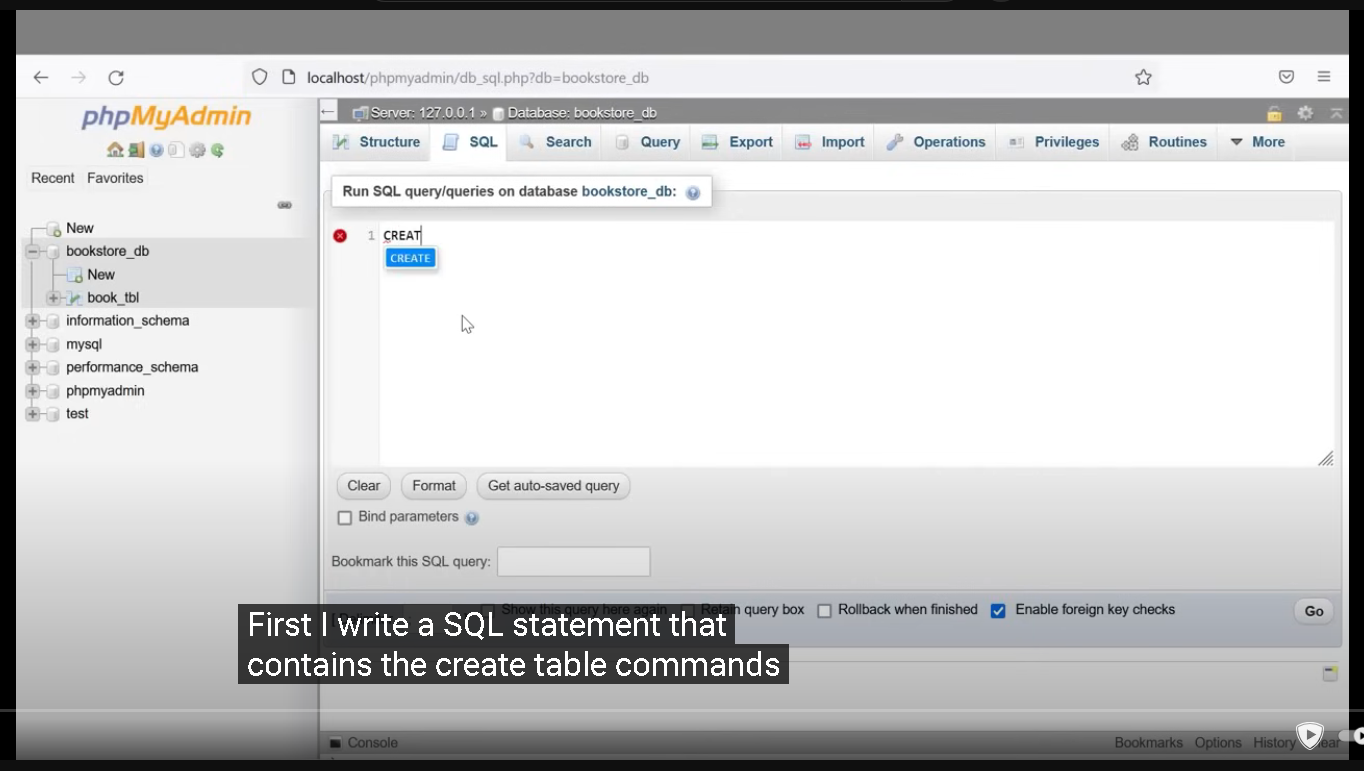 localhost/phpmyadmin/db_sql.php?db=bookstore_db
phpMyAdmin
Recent Favorites
New
bookstore_db
New
book_tbl
information_schema
mysql
performance_schema
phpmyadmin
test
Server: 127.0.0.1 » Database: bookstore_db
Structure SQL Search Query Export Import Operations Privileges Routines More
Run SQL query/queries on database bookstore_db:
1 CREAT
CREATE
Clear Format Get auto-saved query
Bind parameters
Bookmark this SQL query:
Show this query here again Retain query box Rollback when finished Enable foreign key checks Go
First I write a SQL statement that
contains the create table commands
Console Bookmarks Options History